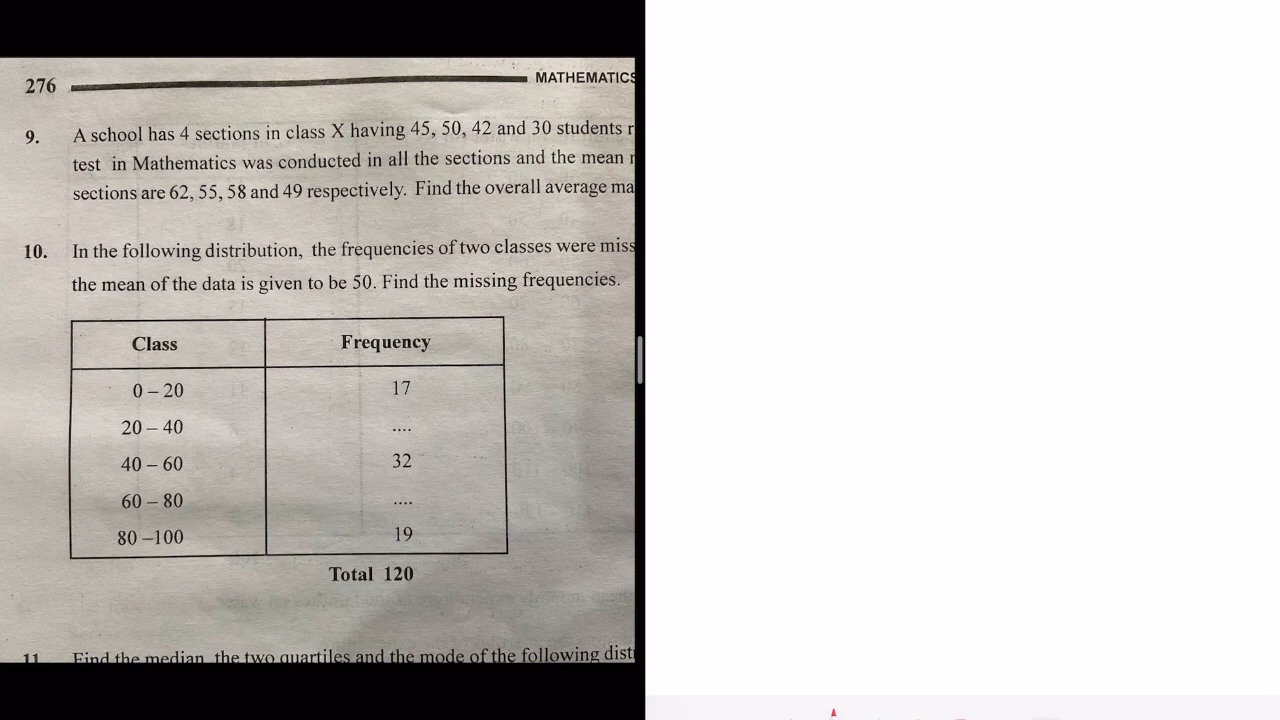 276
MATHEMATICS
9. A school has 4 sections in class X having 45, 50, 42 and 30 students r
test in Mathematics was conducted in all the sections and the mean
sections are 62, 55, 58 and 49 respectively. Find the overall average ma
10. In the following distribution, the frequencies of two classes were miss
the mean of the data is given to be 50. Find the missing frequencies.
Class Frequency
0 – 20 17
20 – 40 ....
40 – 60 32
60 – 80 ....
80 –100 19
Total 120
11 Find the median, the two quartiles and the mode of the following dist